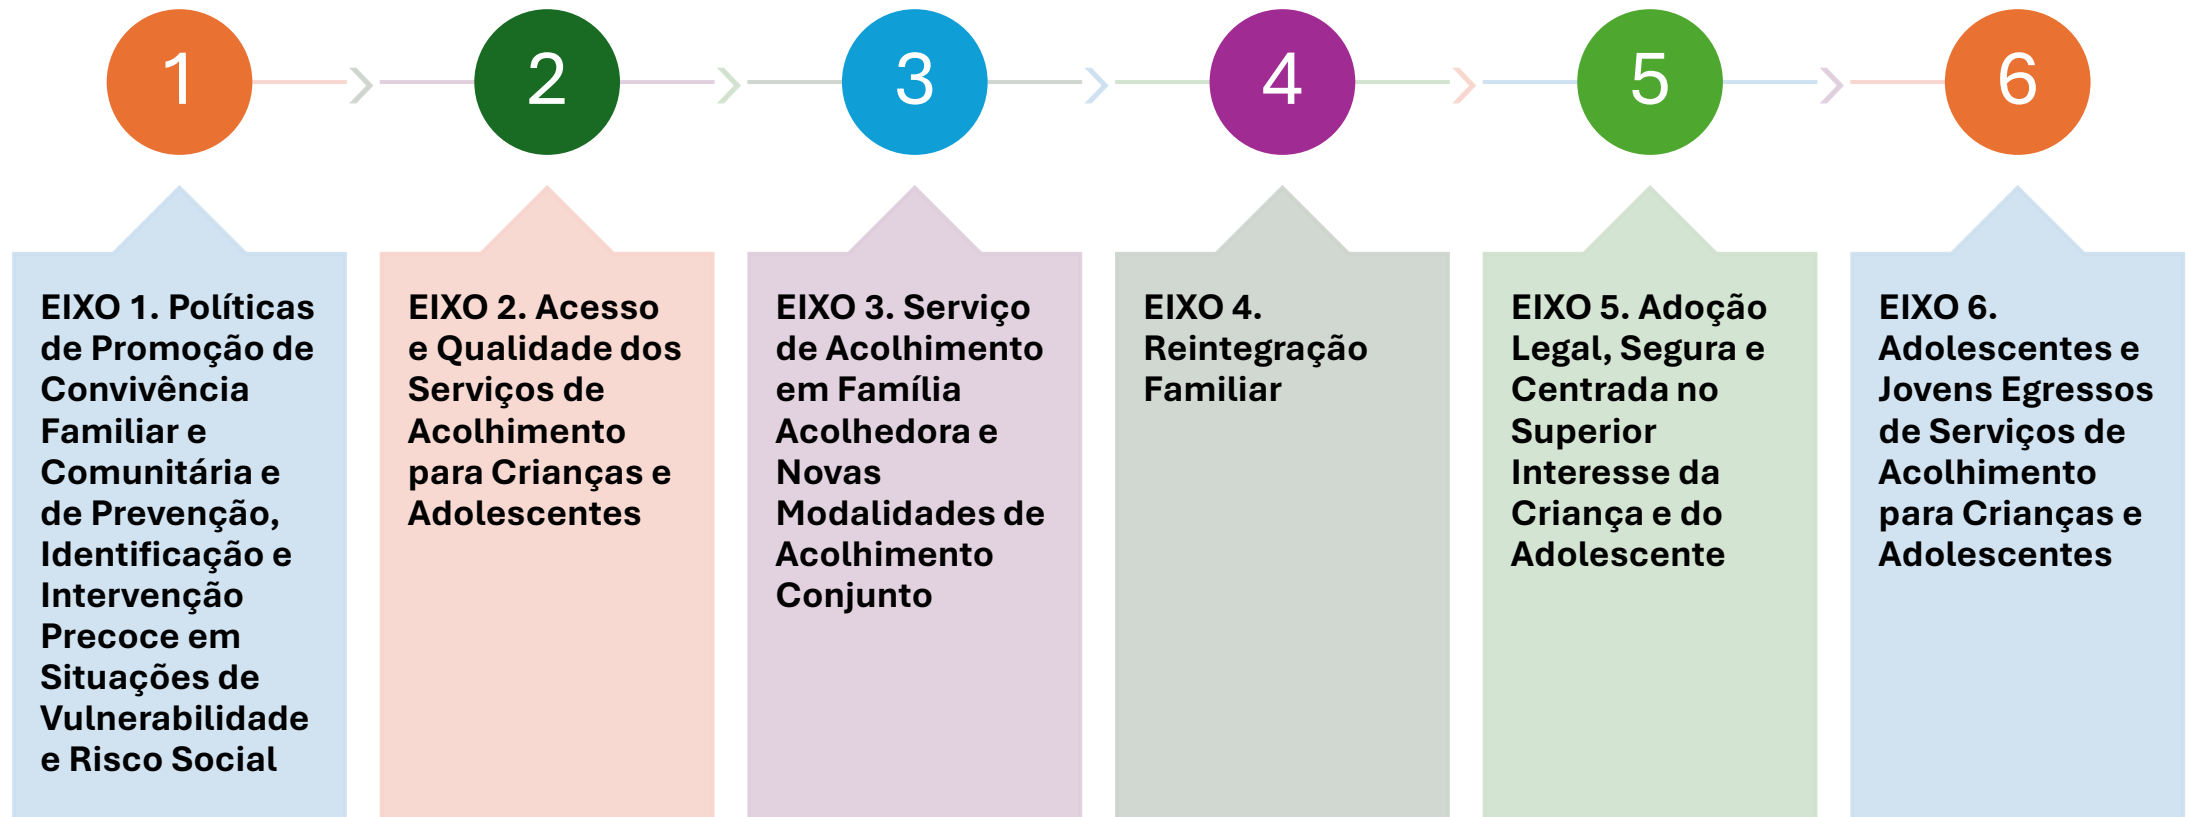 1
2
3
4
5
6
EIXO 1. Políticas
de Promoção de
Convivência
Familiar e
Comunitária e
de Prevenção,
Identificação e
Intervenção
Precoce em
Situações de
Vulnerabilidade
e Risco Social
EIXO 2. Acesso
e Qualidade dos
Serviços de
Acolhimento
para Crianças e
Adolescentes
EIXO 3. Serviço
de Acolhimento
em Família
Acolhedora e
Novas
Modalidades de
Acolhimento
Conjunto
EIXO 4.
Reintegração
Familiar
EIXO 5. Adoção
Legal, Segura e
Centrada no
Superior
Interesse da
Criança e do
Adolescente
EIXO 6.
Adolescentes e
Jovens Egressos
de Serviços de
Acolhimento
para Crianças e
Adolescentes